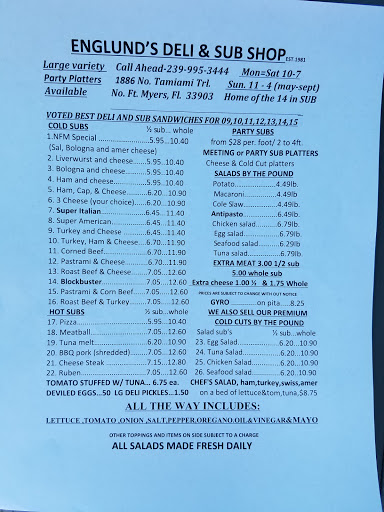 ENGLUND'S DELI & SUB SHOP EST 1981
Large variety Call Ahead-239-995-3444 Mon=Sat 10-7
Party Platters 1886 No. Tamiami Trl. Sun. 11 - 4 (may-sept)
Available No. Ft. Myers, Fl. 33903 Home of the 14 in SUB
VOTED BEST DELI AND SUB SANDWICHES FOR 09,10,11,12,13,14,15
COLD SUBS ½ sub... whole
1.NFM Special ...................5.95...10.40
(Sal, Bologna and amer cheese)
2. Liverwurst and cheese......5.95..10.40
3. Bologna and cheese.........5.95..10.40
4. Ham and cheese..............5.95..10.40
5. Ham, Cap, & Cheese.......6.20...10.90
6. 3 Cheese (your choice)....6.20...10.90
7. Super Italian...................6.45...11.40
8. Super American..............6.45...11.40
9. Turkey and Cheese .........6.45...11.40
10. Turkey, Ham & Cheese....6.70...11.90
11. Corned Beef...................6.70...11.90
12. Pastrami & Cheese.........6.70...11.90
13. Roast Beef & Cheese......7.05....12.60
14. Blockbuster.................7.05....12.60
15. Pastrami & Corn Beef.....7.05....12.60
16. Roast Beef & Turkey.......7.05....12.60
HOT SUBS ½ sub...whole
17. Pizza..........................5.95...10.40
18. Meatball....................7.05...12.60
19. Tuna melt..................6.20...10.40
20. BBQ pork (shredded)....7.05...12.60
21. Cheese Steak .............7.15...12.80
22. Ruben .......................7.05...12.60
TOMATO STUFFED W/ TUNA... 6.75 ea.
DEVILED EGGS...50 LG DELI PICKLES...1.50
PARTY SUBS
from $28 per. foot/ 2 to 4ft.
MEETING or PARTY SUB PLATTERS
Cheese & Cold Cut platters
SALADS BY THE POUND
Potato......................4.49lb.
Macaroni..................4.49lb.
Cole Slaw..................4.49lb.
Antipasto..................6.49lb.
Chicken salad............6.79lb.
Egg salad..................6.79lb.
Seafood salad............6.79lb.
Tuna salad................6.79lb.
EXTRA MEAT 3.00 1/2 sub
5.00 whole sub
Extra cheese 1.00 ½ & 1.75 Whole
PRICES ARE SUBJECT TO CHANGE WITH OUT NOTICE
GYRO ................ on pita.....8.25
WE ALSO SELL OUR PREMIUM
COLD CUTS BY THE POUND
Salad sub's ½ sub...whole
23. Egg Salad...............6.20...10.90
24. Tuna Salad.............6.20...10.90
25. Chicken Salad.........6.20...10.90
26. Seafood salad.........6.20...10.90
CHEF'S SALAD, ham,turkey,swiss,amer
on a bed of lettuce&tom,tuna,$8.75
ALL THE WAY INCLUDES:
LETTUCE ,TOMATO ,ONION ,SALT,PEPPER,OREGANO,OIL&VINEGAR&MAYO
OTHER TOPPINGS AND ITEMS ON SIDE SUBJECT TO A CHARGE
ALL SALADS MADE FRESH DAILY